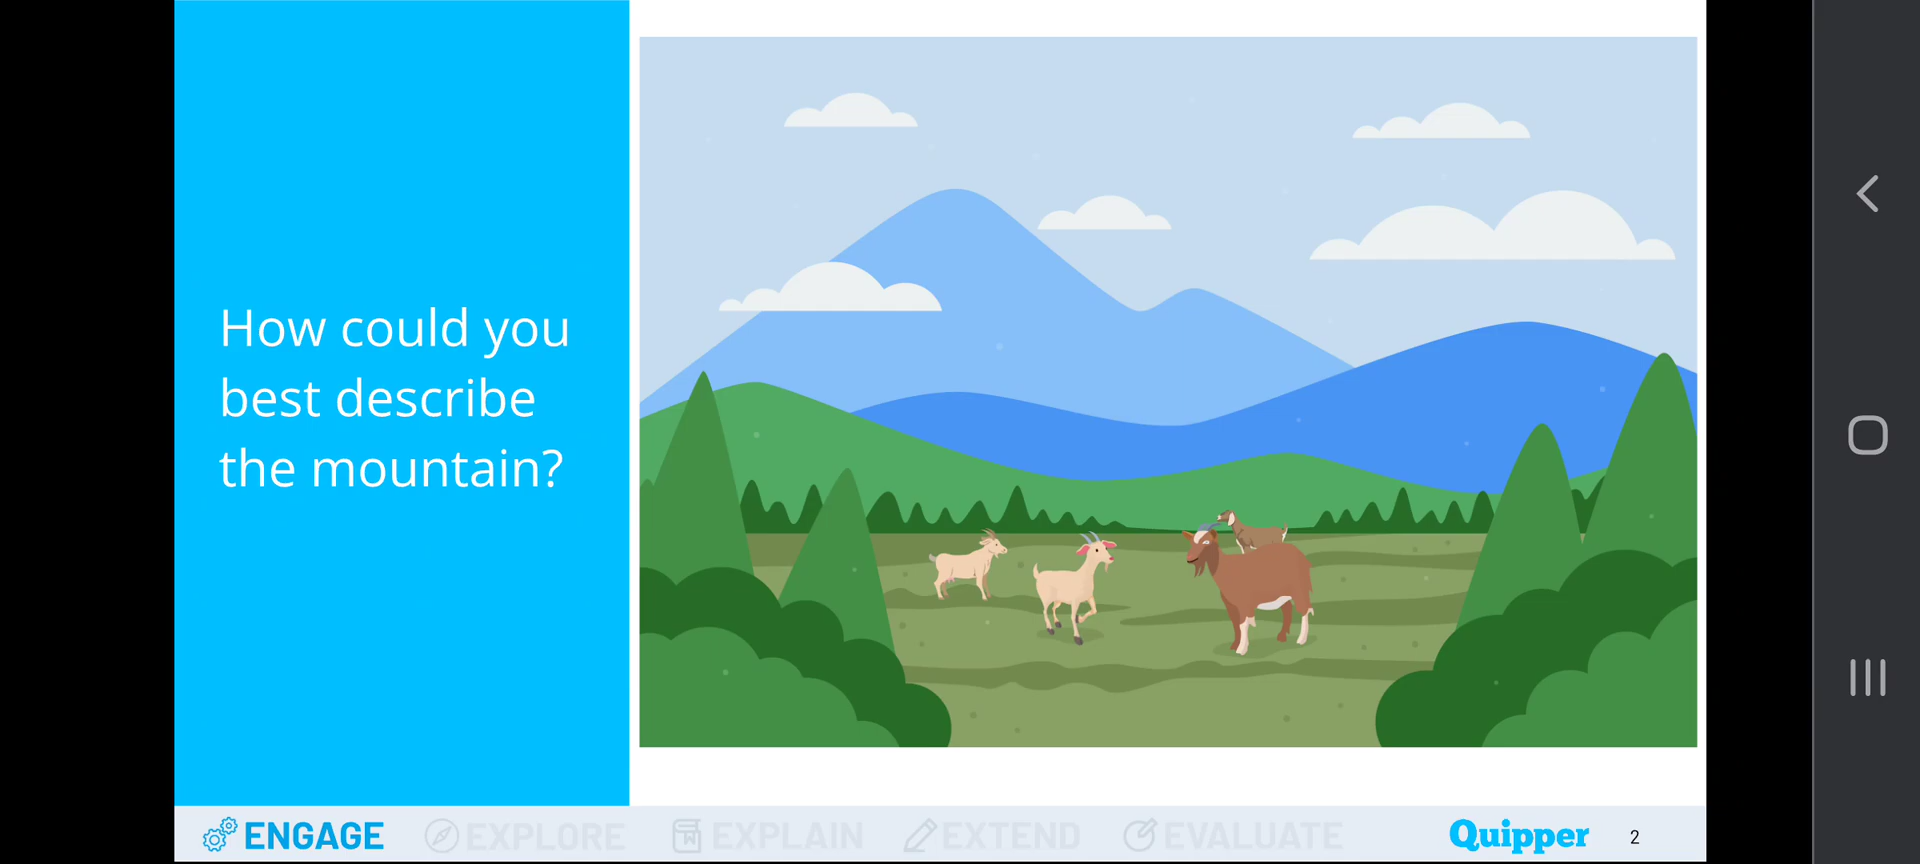 How could you
best describe
the mountain?
ENGAGE EXPLORE EXPLAIN EXTEND EVALUATE Quipper 2